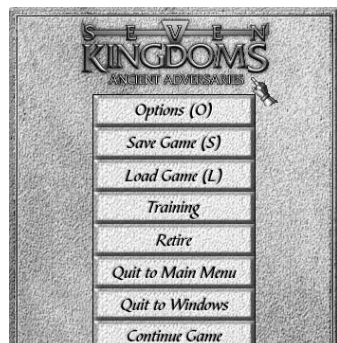 SEVEN
KINGDOMS
ANCIENT ADVERSARIES
Options (O)
Save Game (S)
Load Game (L)
Training
Retire
Quit to Main Menu
Quit to Windows
Continue Game